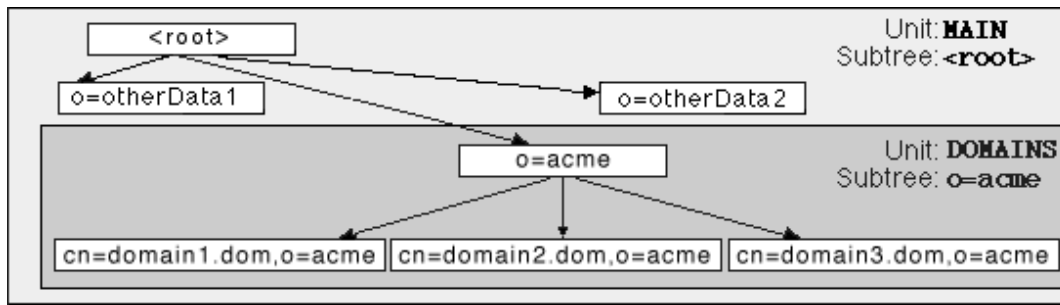 <root>
Unit: MAIN
Subtree: <root>
o=otherData1
o=otherData2
o=acme
Unit: DOMAINS
Subtree: o=acme
cn=domain1.dom,o=acme
cn=domain2.dom,o=acme
cn=domain3.dom,o=acme